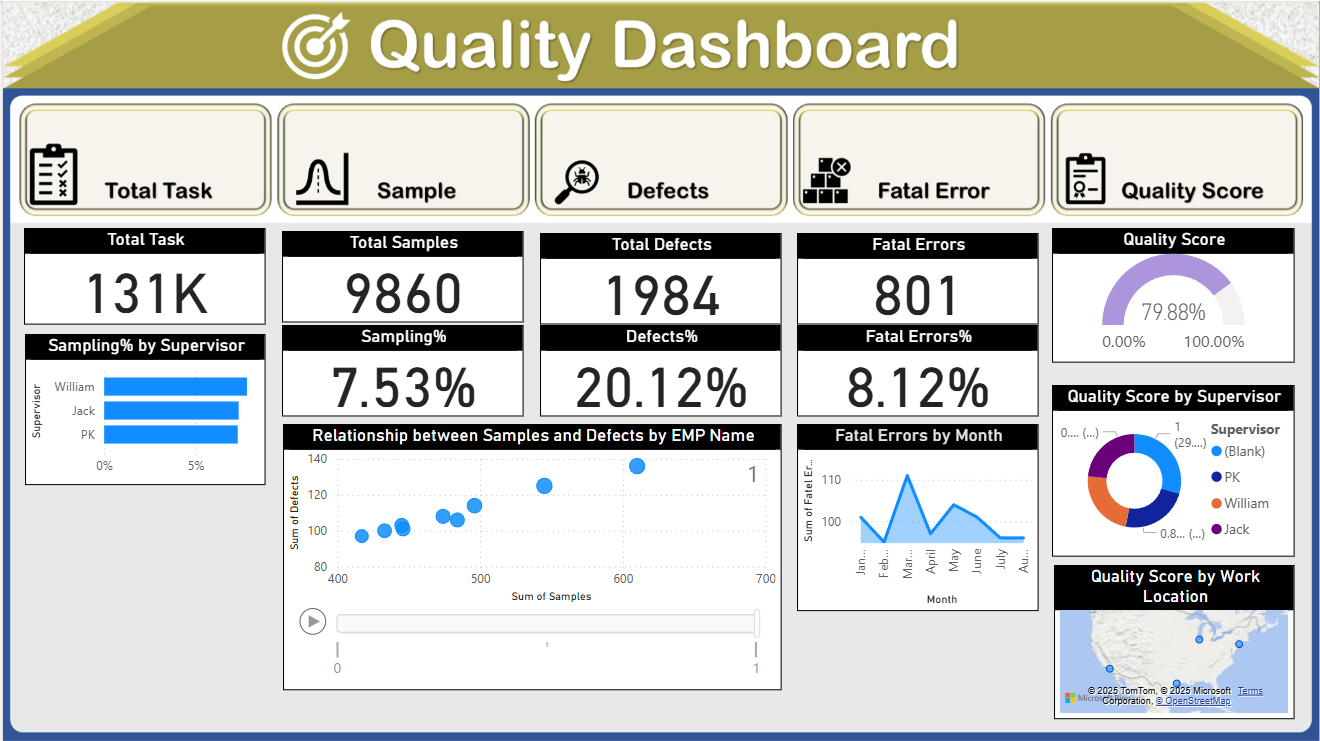 Quality Dashboard
Total Task
Sample
Defects
Fatal Error
Quality Score
Total Task
131K
Total Samples
9860
Total Defects
1984
Fatal Errors
801
Quality Score
79.88%
0.00%
100.00%
Sampling%
7.53%
Defects%
20.12%
Fatal Errors%
8.12%
Sampling% by Supervisor
Supervisor
William
Jack
PK
0%
5%
Relationship between Samples and Defects by EMP Name
Sum of Defects
140
120
100
80
1
400
500
600
700
Sum of Samples
0
1
Fatal Errors by Month
Sum of Fatel Er...
110
100
Jan...
Feb...
Mar...
April
May
June
July
Au...
Month
Quality Score by Supervisor
0.... (...)
1
(29....)
0.8... (...)
Supervisor
(Blank)
PK
William
Jack
Quality Score by Work
Location
© 2025 TomTom, © 2025 Microsoft Terms
Corporation, © OpenStreetMap